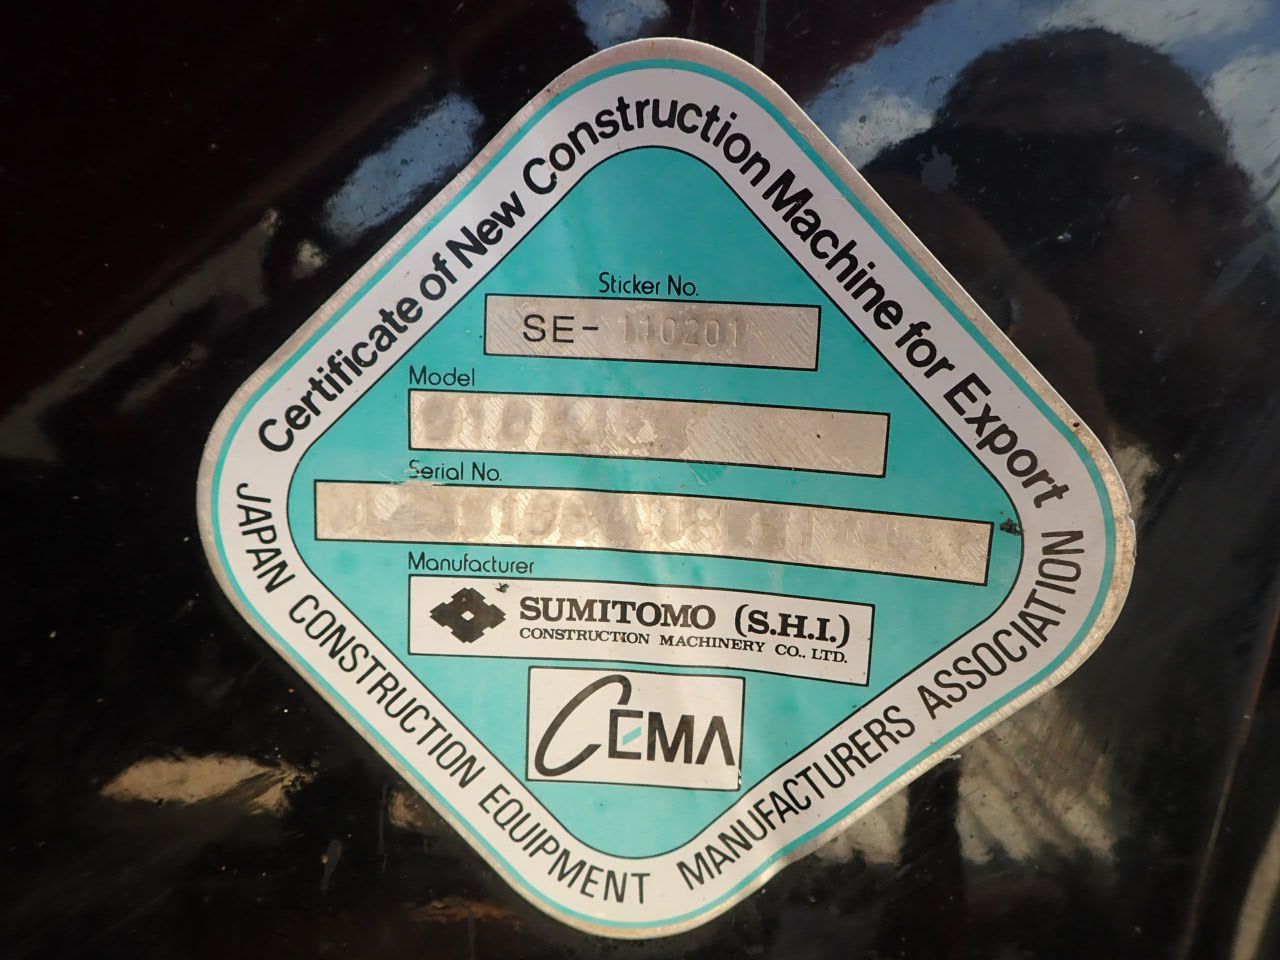 Certificate of New Construction Machine for Export
Sticker No.
SE-110201
Model
Serial No.
Manufacturer
SUMITOMO (S.H.I.)
CONSTRUCTION MACHINERY CO., LTD.
CEMA
JAPAN CONSTRUCTION EQUIPMENT MANUFACTURERS ASSOCIATION